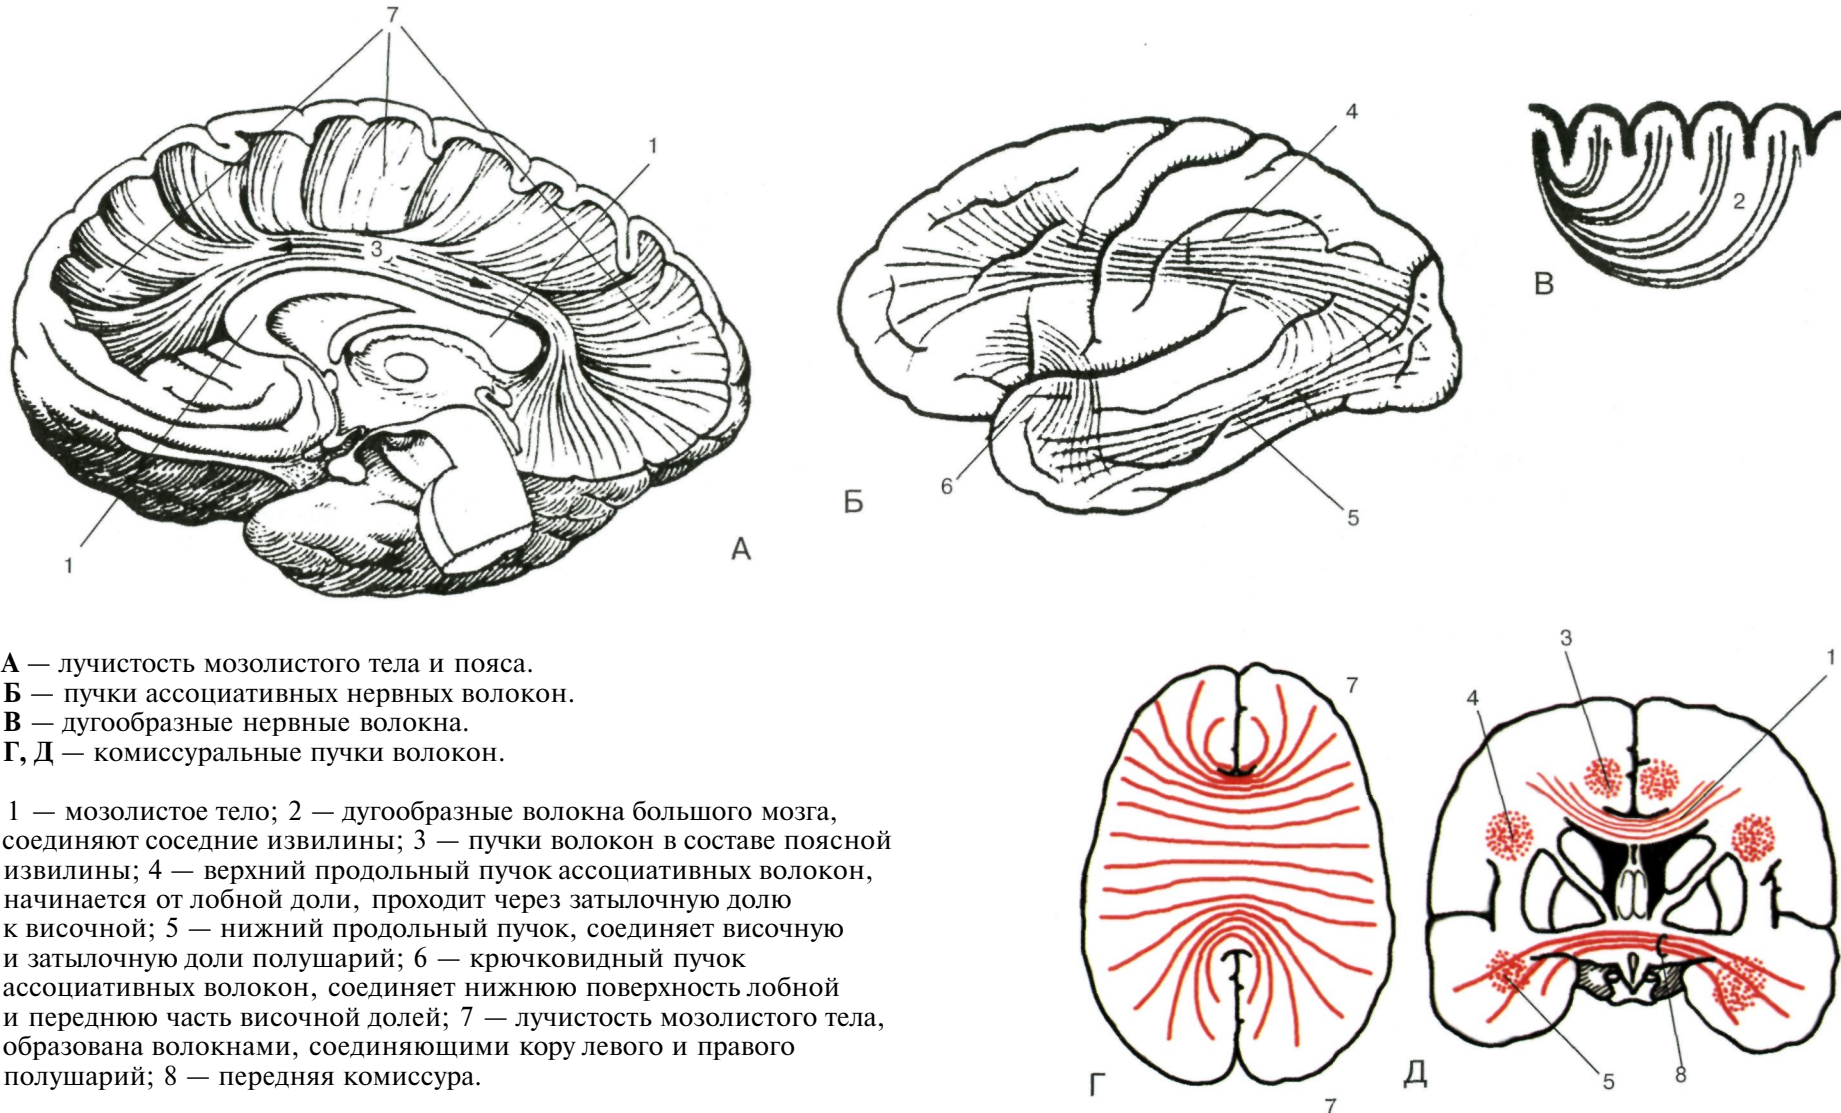 7
1
3
1
А
4
6
5
Б
2
В
А — лучистость мозолистого тела и пояса.
Б — пучки ассоциативных нервных волокон.
В — дугообразные нервные волокна.
Г, Д — комиссуральные пучки волокон.
1 — мозолистое тело; 2 — дугообразные волокна большого мозга,
соединяют соседние извилины; 3 — пучки волокон в составе поясной
извилины; 4 — верхний продольный пучок ассоциативных волокон,
начинается от лобной доли, проходит через затылочную долю
к височной; 5 — нижний продольный пучок, соединяет височную
и затылочную доли полушарий; 6 — крючковидный пучок
ассоциативных волокон, соединяет нижнюю поверхность лобной
и переднюю часть височной долей; 7 — лучистость мозолистого тела,
образована волокнами, соединяющими кору левого и правого
полушарий; 8 — передняя комиссура.
7
Г
7
3
1
4
5
8
Д